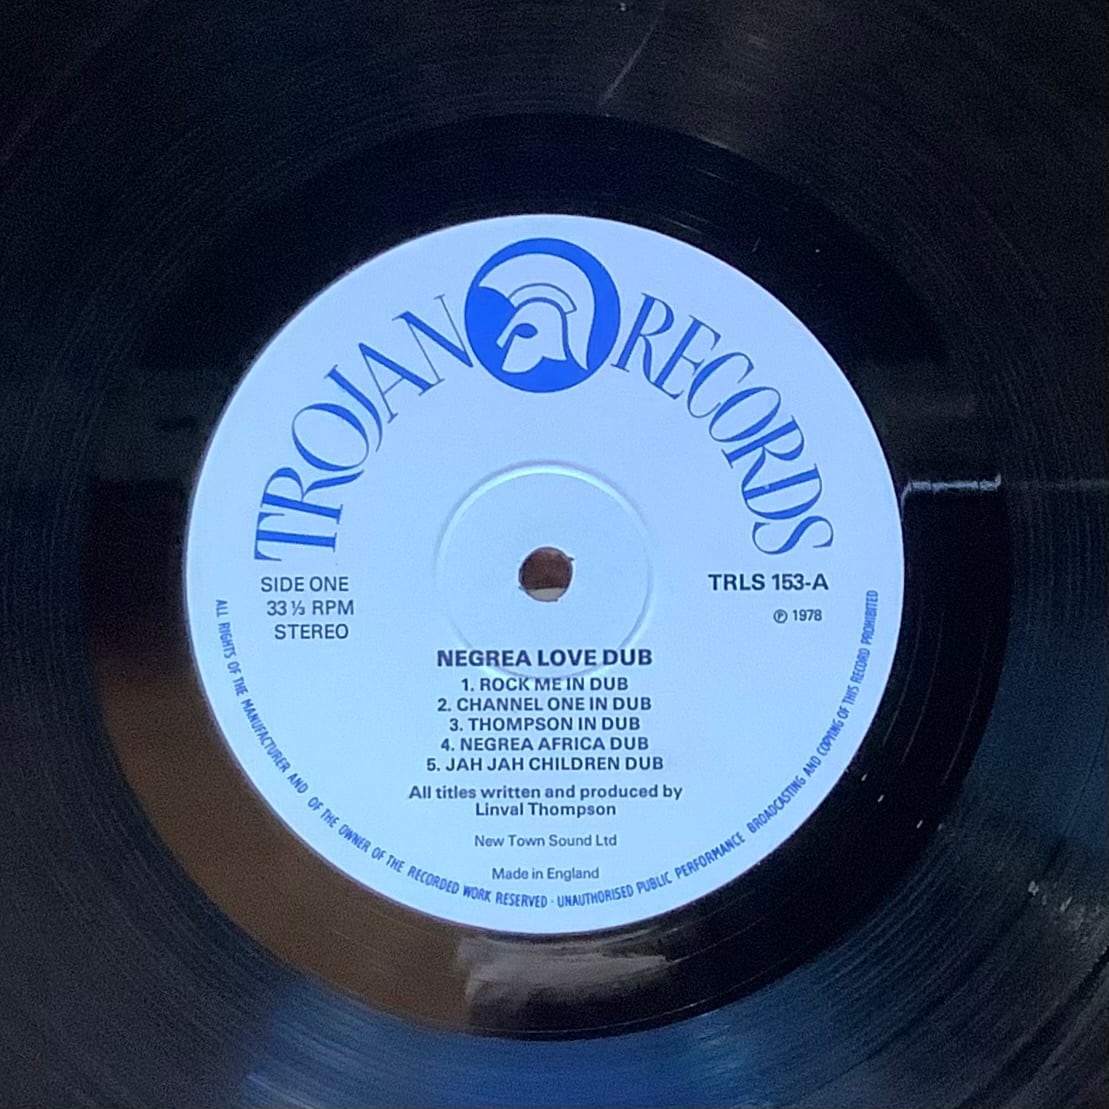 TROJAN RECORDS
SIDE ONE
33⅓ RPM
STEREO
TRLS 153-A
℗ 1978
NEGREA LOVE DUB
1. ROCK ME IN DUB
2. CHANNEL ONE IN DUB
3. THOMPSON IN DUB
4. NEGREA AFRICA DUB
5. JAH JAH CHILDREN DUB
All titles written and produced by
Linval Thompson
New Town Sound Ltd
Made in England
ALL RIGHTS OF THE MANUFACTURER AND OF THE OWNER OF THE RECORDED WORK RESERVED · UNAUTHORISED PUBLIC PERFORMANCE BROADCASTING AND COPYING OF THIS RECORD PROHIBITED